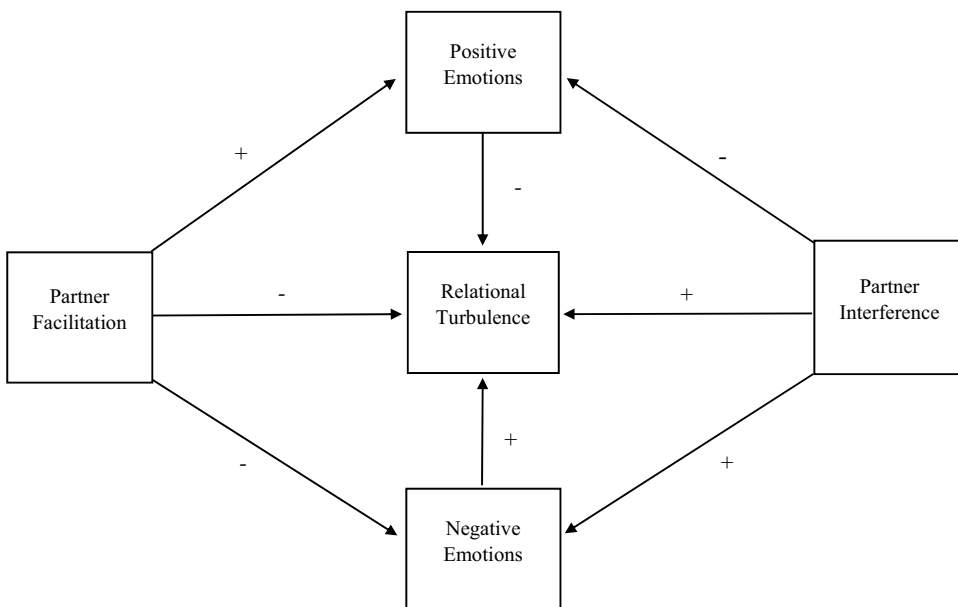 Positive
Emotions
+
-
-
Partner
Facilitation
-
Relational
Turbulence
+
Partner
Interference
-
+
+
Negative
Emotions